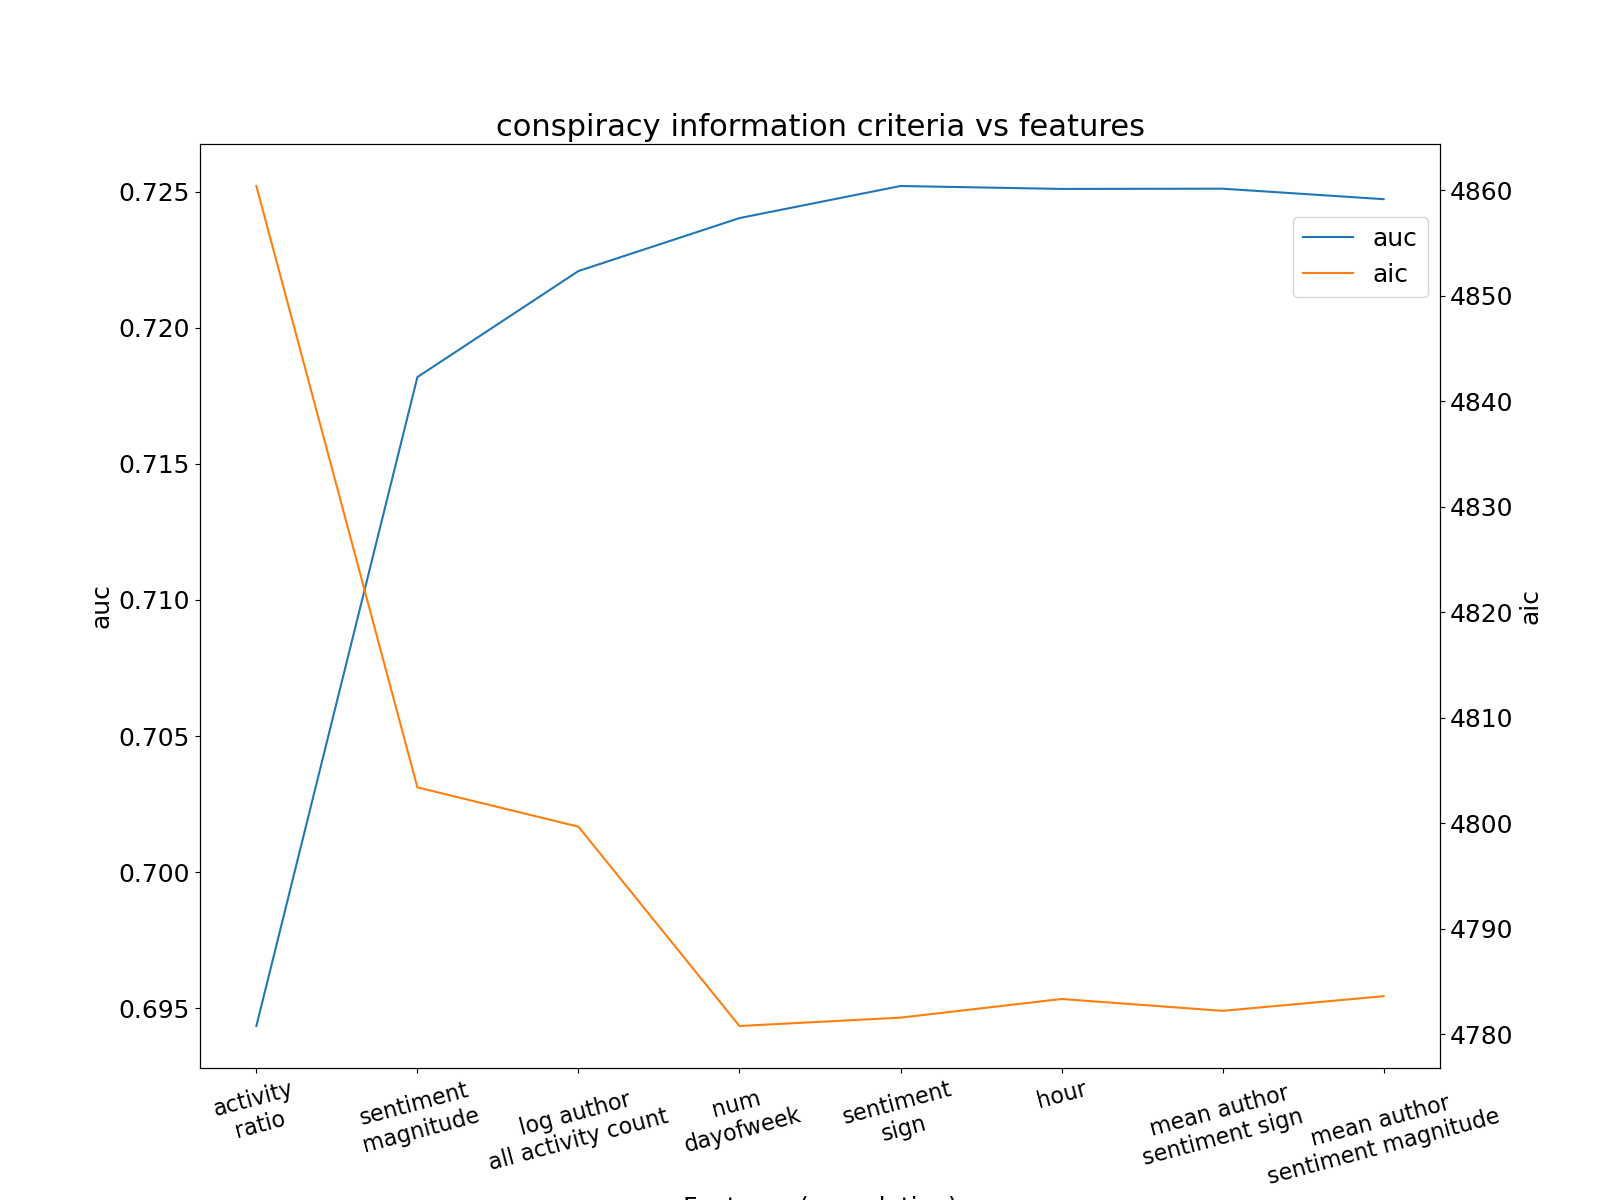 conspiracy information criteria vs features
0.725
0.720
0.715
0.710
0.705
0.700
0.695
auc
4860
4850
4840
4830
4820
4810
4800
4790
4780
aic
auc
aic
activity
ratio
sentiment
magnitude
log author
all activity count
num
dayofweek
sentiment
sign
hour
mean author
sentiment sign
mean author
sentiment magnitude